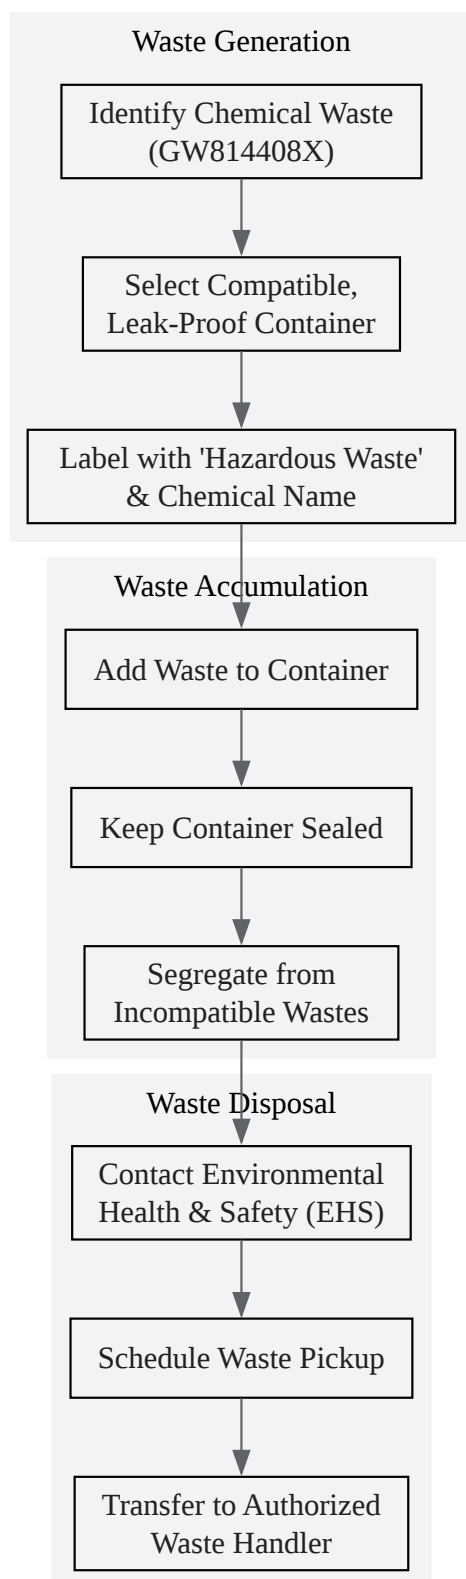 Waste Generation
Identify Chemical Waste
(GW814408X)
Select Compatible,
Leak-Proof Container
Label with 'Hazardous Waste'
& Chemical Name
Waste Accumulation
Add Waste to Container
Keep Container Sealed
Segregate from
Incompatible Wastes
Waste Disposal
Contact Environmental
Health & Safety (EHS)
Schedule Waste Pickup
Transfer to Authorized
Waste Handler